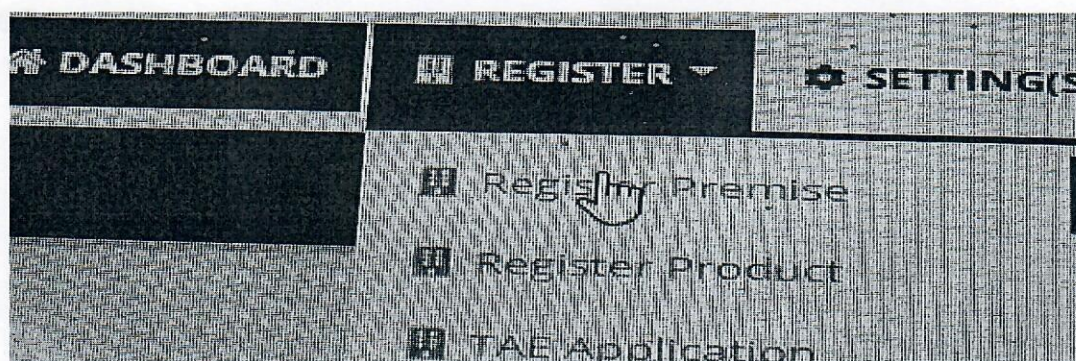 DASHBOARD
REGISTER
SETTING(S
Register Premise
Register Product
TAE Application